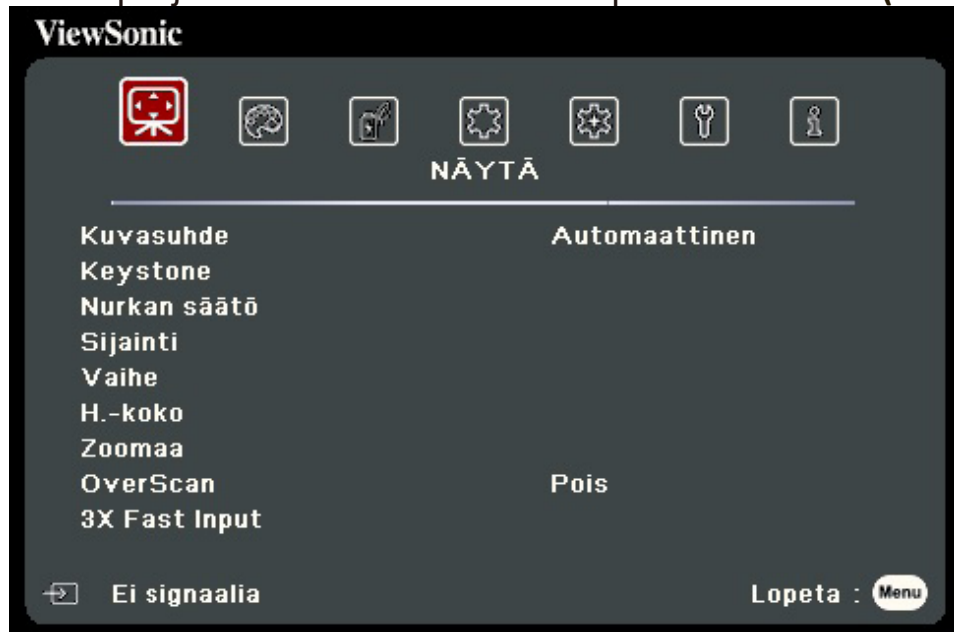 ViewSonic
NÄYTÄ
Kuvasuhde Automaattinen
Keystone
Nurkan säätö
Sijainti
Vaihe
H.-koko
Zoomaa
OverScan Pois
3X Fast Input
Ei signaalia Lopeta : Menu